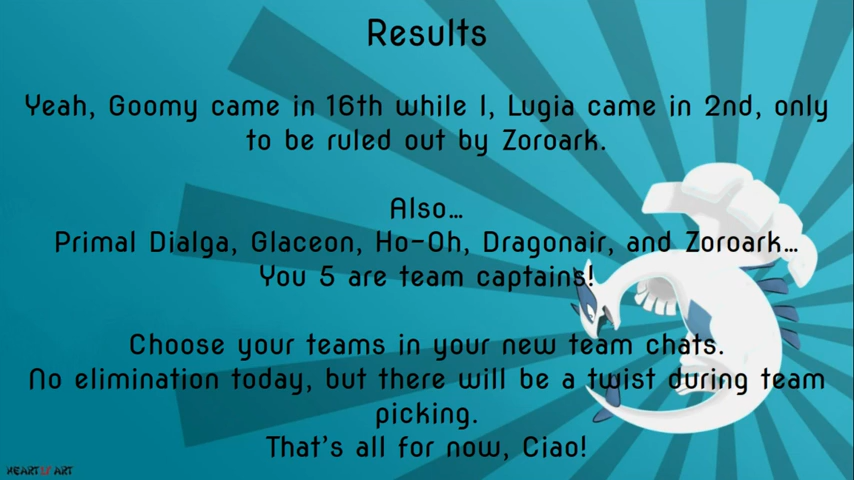 Results
Yeah, Goomy came in 16th while I, Lugia came in 2nd, only
to be ruled out by Zoroark.
Also...
Primal Dialga, Glaceon, Ho-Oh, Dragonair, and Zoroark...
You 5 are team captains!
Choose your teams in your new team chats.
No elimination today, but there will be a twist during team
picking.
That's all for now, Ciao!
HEART IT ART